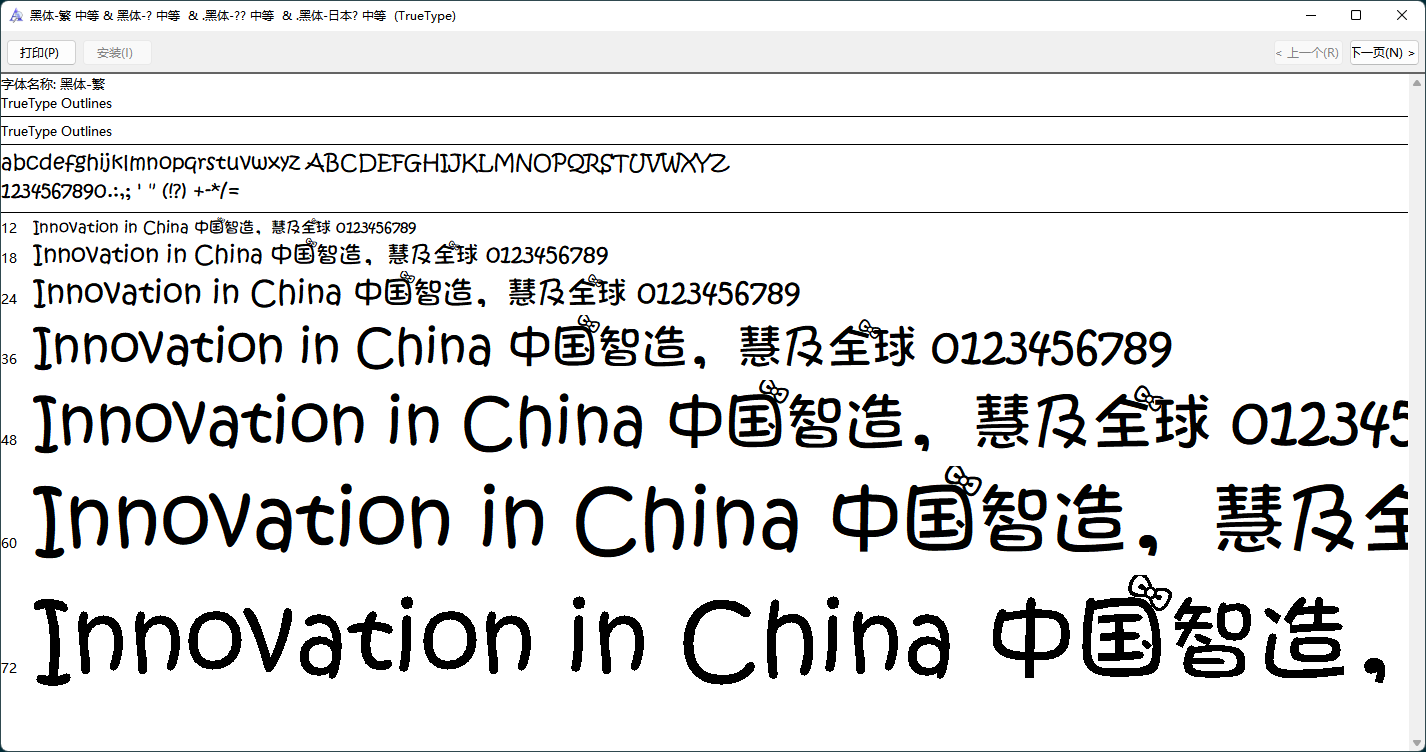 黑体-繁 中等 & 黑体-? 中等  & .黑体-?? 中等  & .黑体-日本? 中等  (TrueType)
打印(P) 安装(I) < 上一个(R) 下一页(N) >
字体名称: 黑体-繁
TrueType Outlines
TrueType Outlines
abcdefghijklmnopqrstuvwxyz ABCDEFGHIJKLMNOPQRSTUVWXYZ
1234567890.:,; ' " (!?) +-*/=
12 Innovation in China 中国智造，慧及全球 0123456789
18 Innovation in China 中国智造，慧及全球 0123456789
24 Innovation in China 中国智造，慧及全球 0123456789
36 Innovation in China 中国智造，慧及全球 0123456789
48 Innovation in China 中国智造，慧及全球 012345
60 Innovation in China 中国智造，慧及全
72 Innovation in China 中国智造，